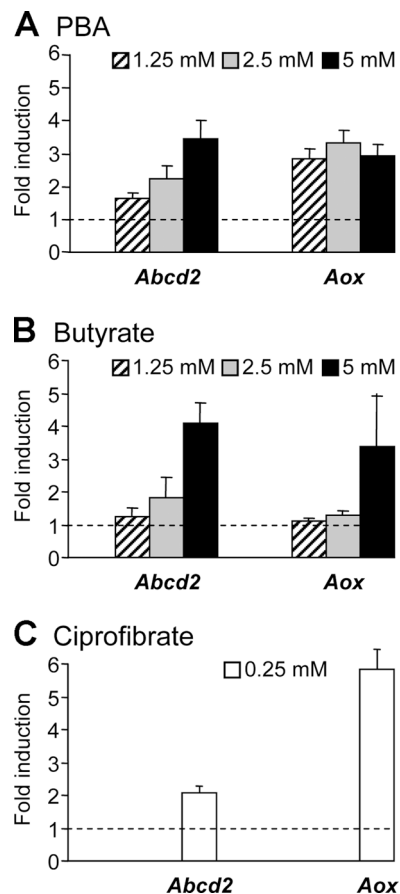 A PBA
1.25 mM 2.5 mM 5 mM
Fold induction
6
5
4
3
2
1
0
Abcd2 Aox
B Butyrate
1.25 mM 2.5 mM 5 mM
Fold induction
6
5
4
3
2
1
0
Abcd2 Aox
C Ciprofibrate
0.25 mM
Fold induction
6
5
4
3
2
1
0
Abcd2 Aox